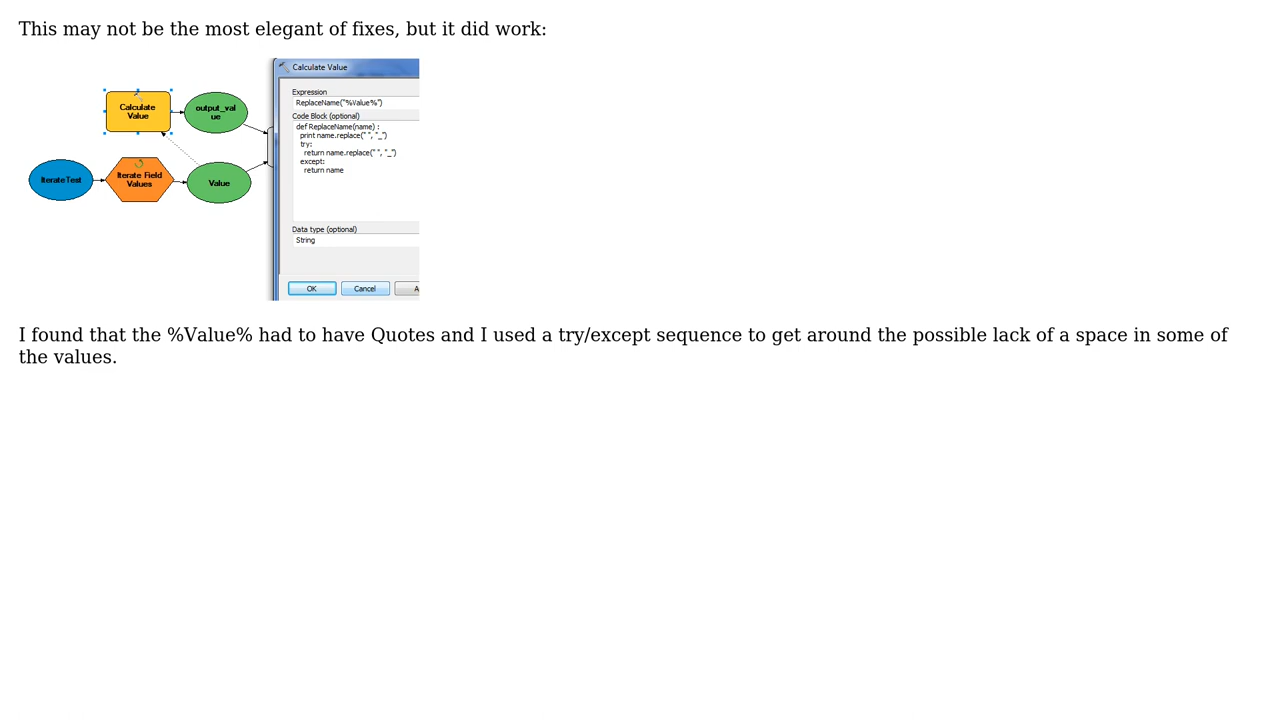 This may not be the most elegant of fixes, but it did work:
Calculate Value
Calculate
Value
output_val
ue
IterateTest
Iterate Field
Values
Value
Expression
ReplaceName("%Value%")
Code Block (optional)
def ReplaceName(name) :
print name.replace(" ", "_")
try:
return name.replace(" ", "_")
except:
return name
Data type (optional)
String
OK
Cancel
A
I found that the %Value% had to have Quotes and I used a try/except sequence to get around the possible lack of a space in some of
the values.